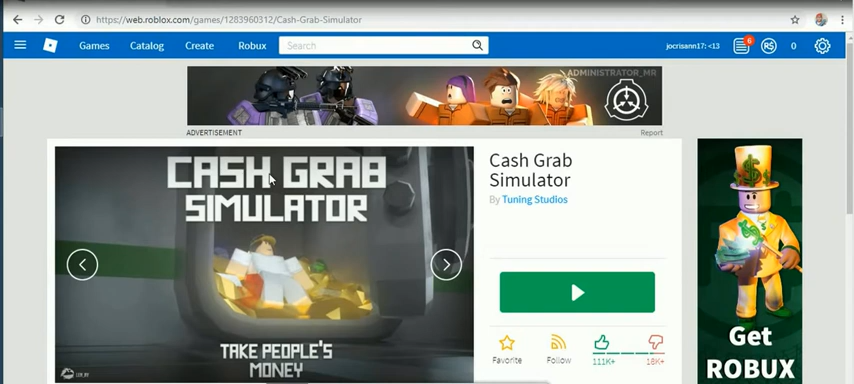 https://web.roblox.com/games/1283960312/Cash-Grab-Simulator
Games
Catalog
Create
Robux
Search
jocrisann17: <13
6
R$
0
ADMINISTRATOR_MR
ADVERTISEMENT
Report
CASH GRAB
SIMULATOR
TAKE PEOPLE'S
MONEY
Cash Grab
Simulator
By Tuning Studios
Favorite
Follow
111K+
18K+
$
Get
ROBUX